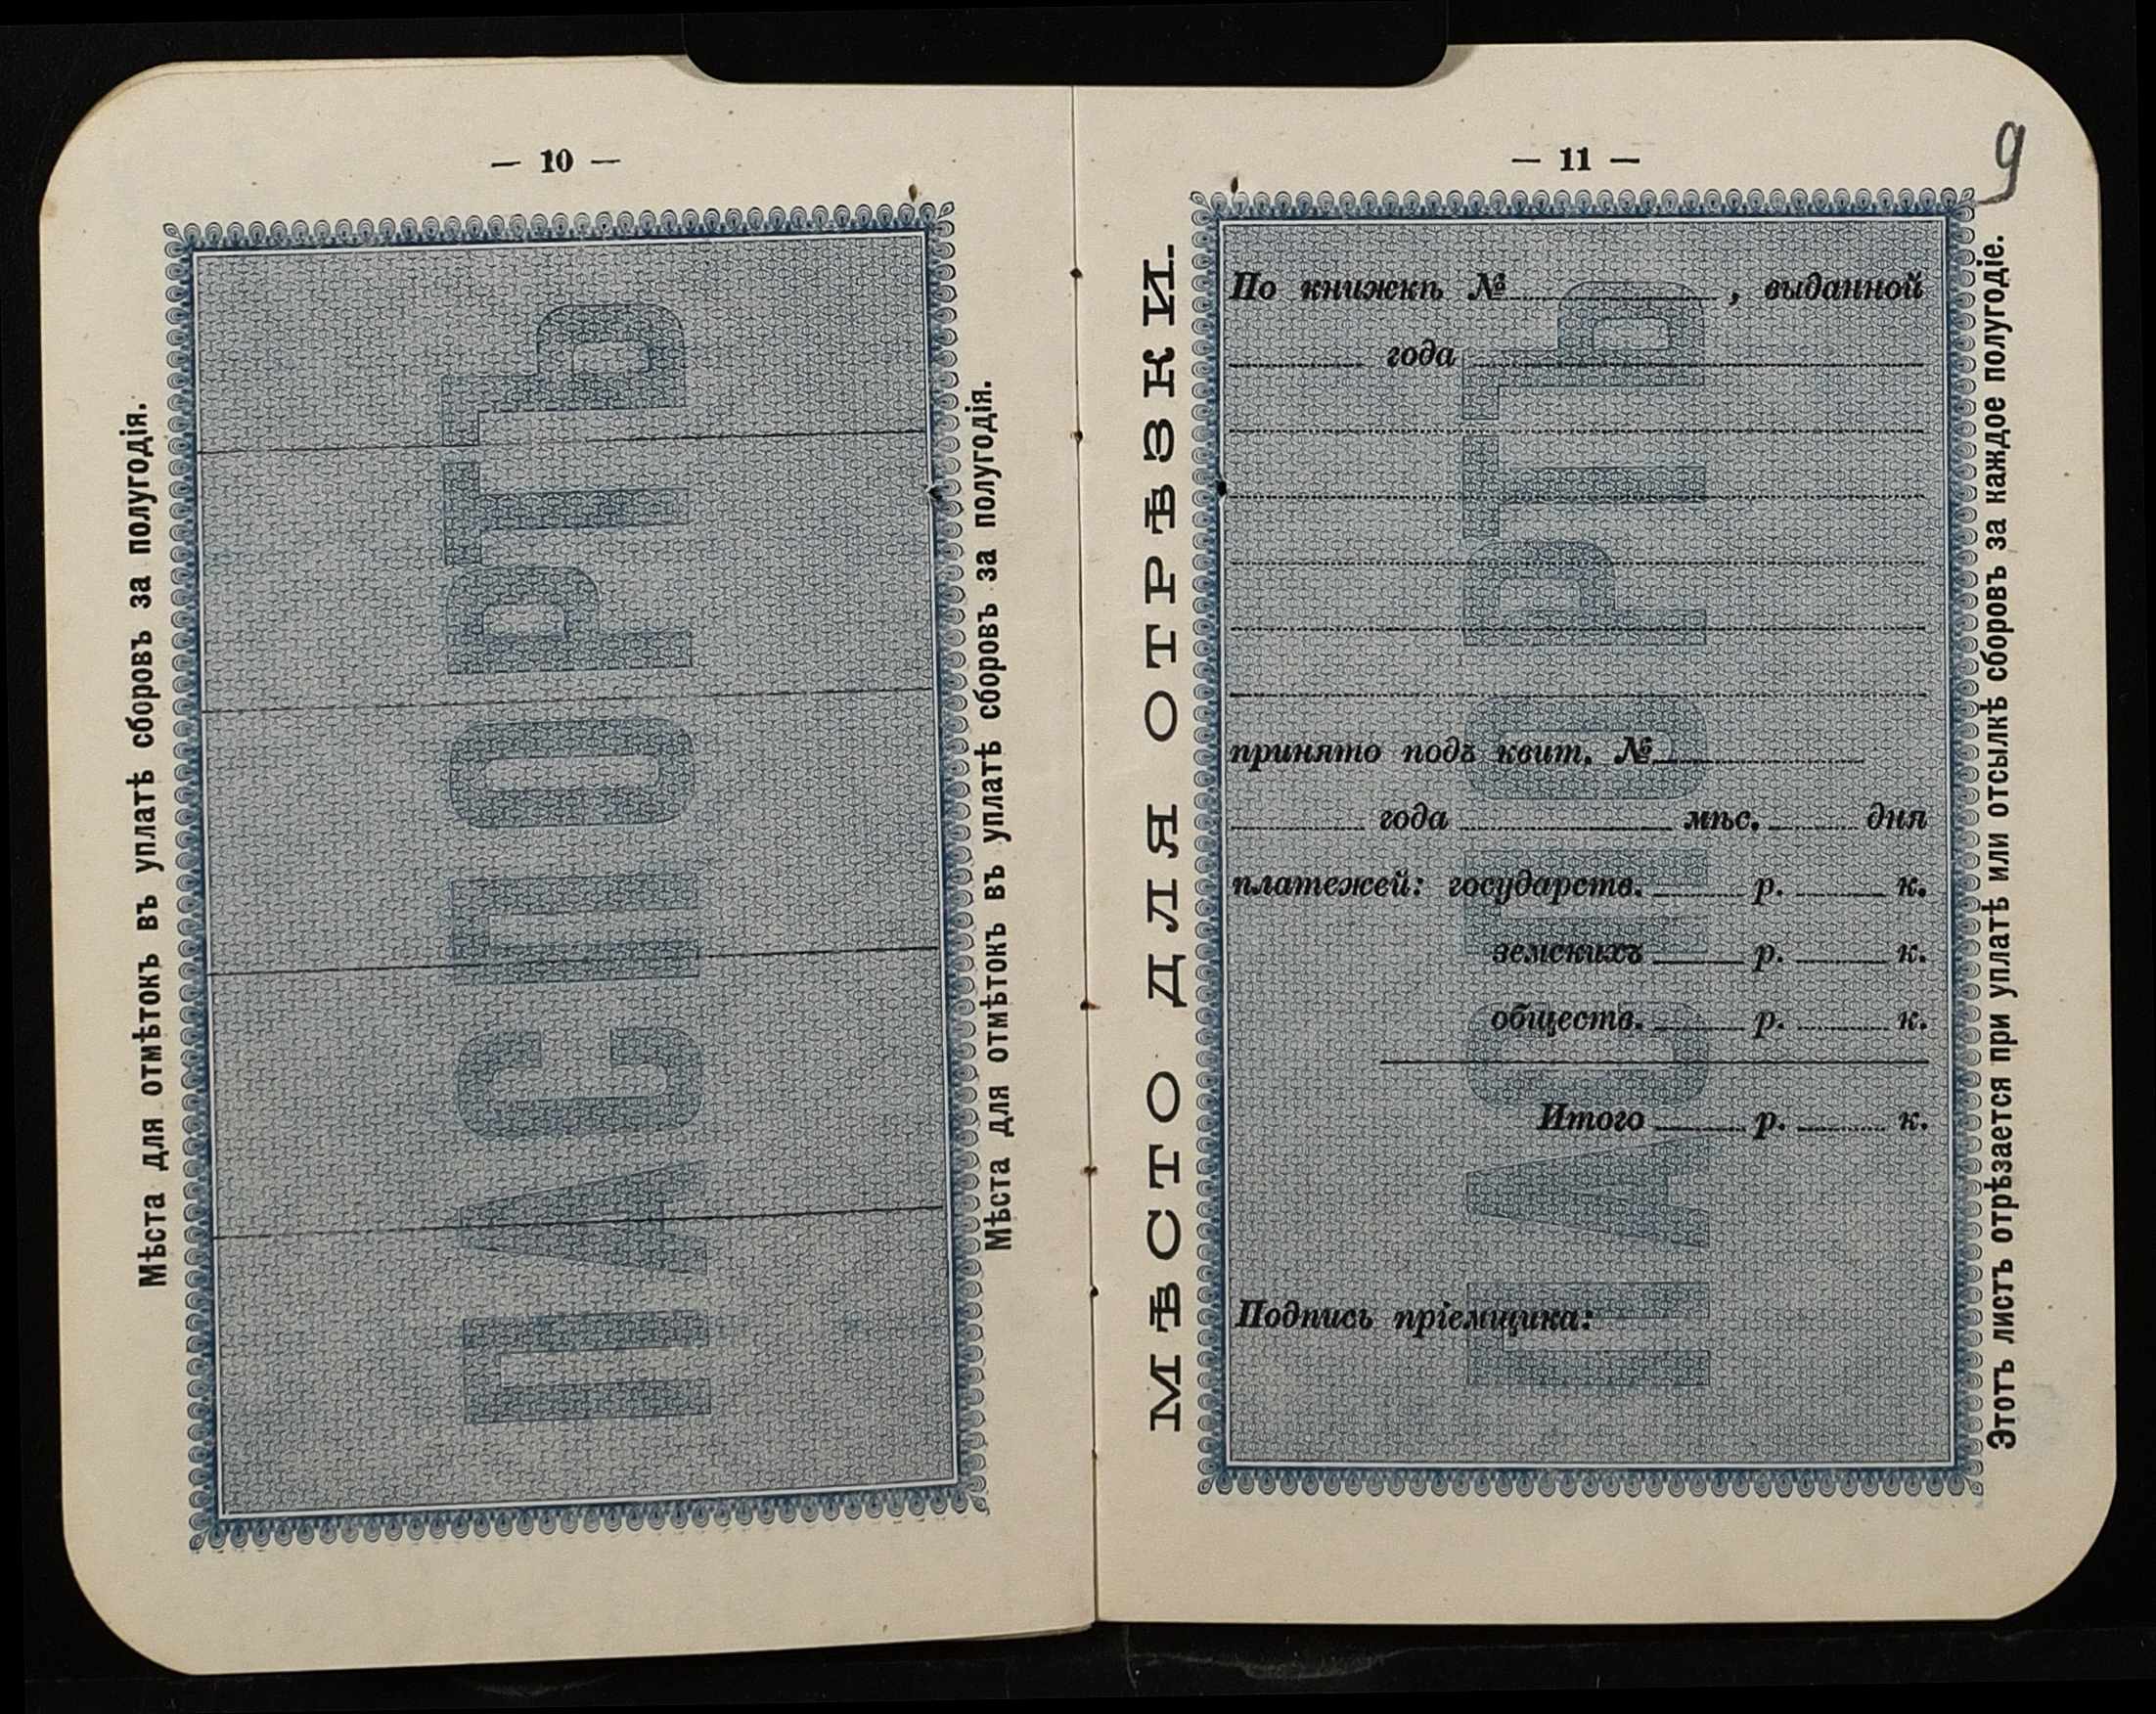 — 10 —
Мѣста для отмѣтокъ въ уплатѣ сборовъ за полугодія.
ПАСПОРТЪ
Мѣста для отмѣтокъ въ уплатѣ сборовъ за полугодія.
— 11 —
9
МѢСТО ДЛЯ ОТРѢЗКИ.
ПАСПОРТЪ
По книжкѣ № , выданной
года
принято подъ квит. №
года мѣс. дня
платежей: государств. р. к.
земскихъ р. к.
обществ. р. к.
Итого р. к.
Подпись пріемщика:
Этотъ листъ отрѣзается при уплатѣ или отсылкѣ сборовъ за каждое полугодіе.